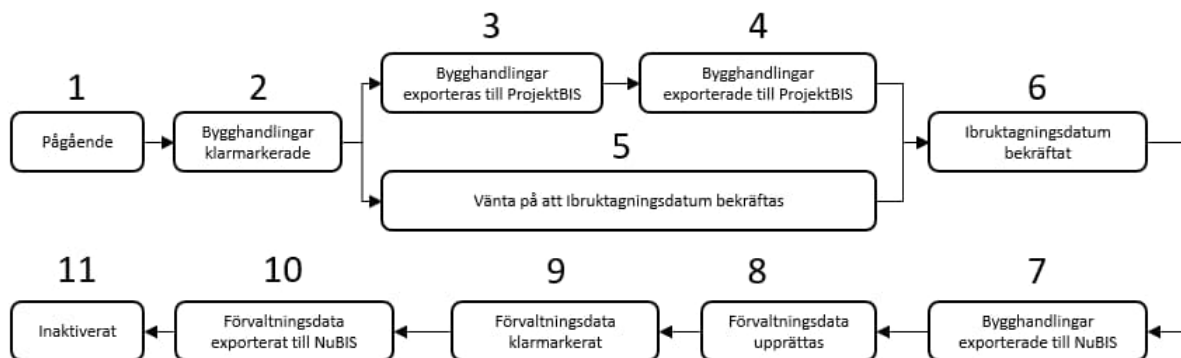 1
Pågående
2
Bygghandlingar
klarmarkerade
3
Bygghandlingar
exporteras till ProjektBIS
4
Bygghandlingar
exporterade till ProjektBIS
5
Vänta på att Ibruktagningsdatum bekräftas
6
Ibruktagningsdatum
bekräftat
7
Bygghandlingar
exporterade till NuBIS
8
Förvaltningsdata
upprättas
9
Förvaltningsdata
klarmarkerat
10
Förvaltningsdata
exporterat till NuBIS
11
Inaktiverat